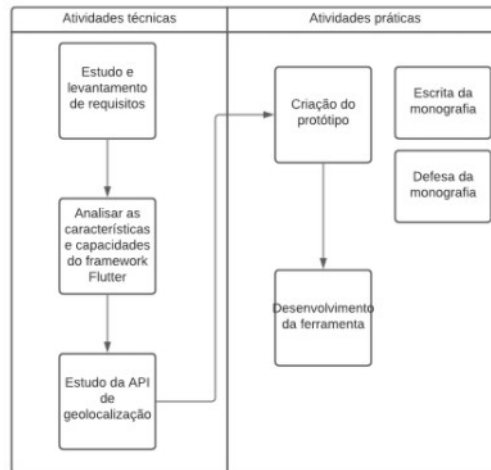 Atividades técnicas
Atividades práticas
Estudo e
levantamento
de requisitos
Analisar as
características
e capacidades
do framework
Flutter
Estudo da API
de
geolocalização
Criação do
protótipo
Desenvolvimento
da ferramenta
Escrita da
monografia
Defesa da
monografia